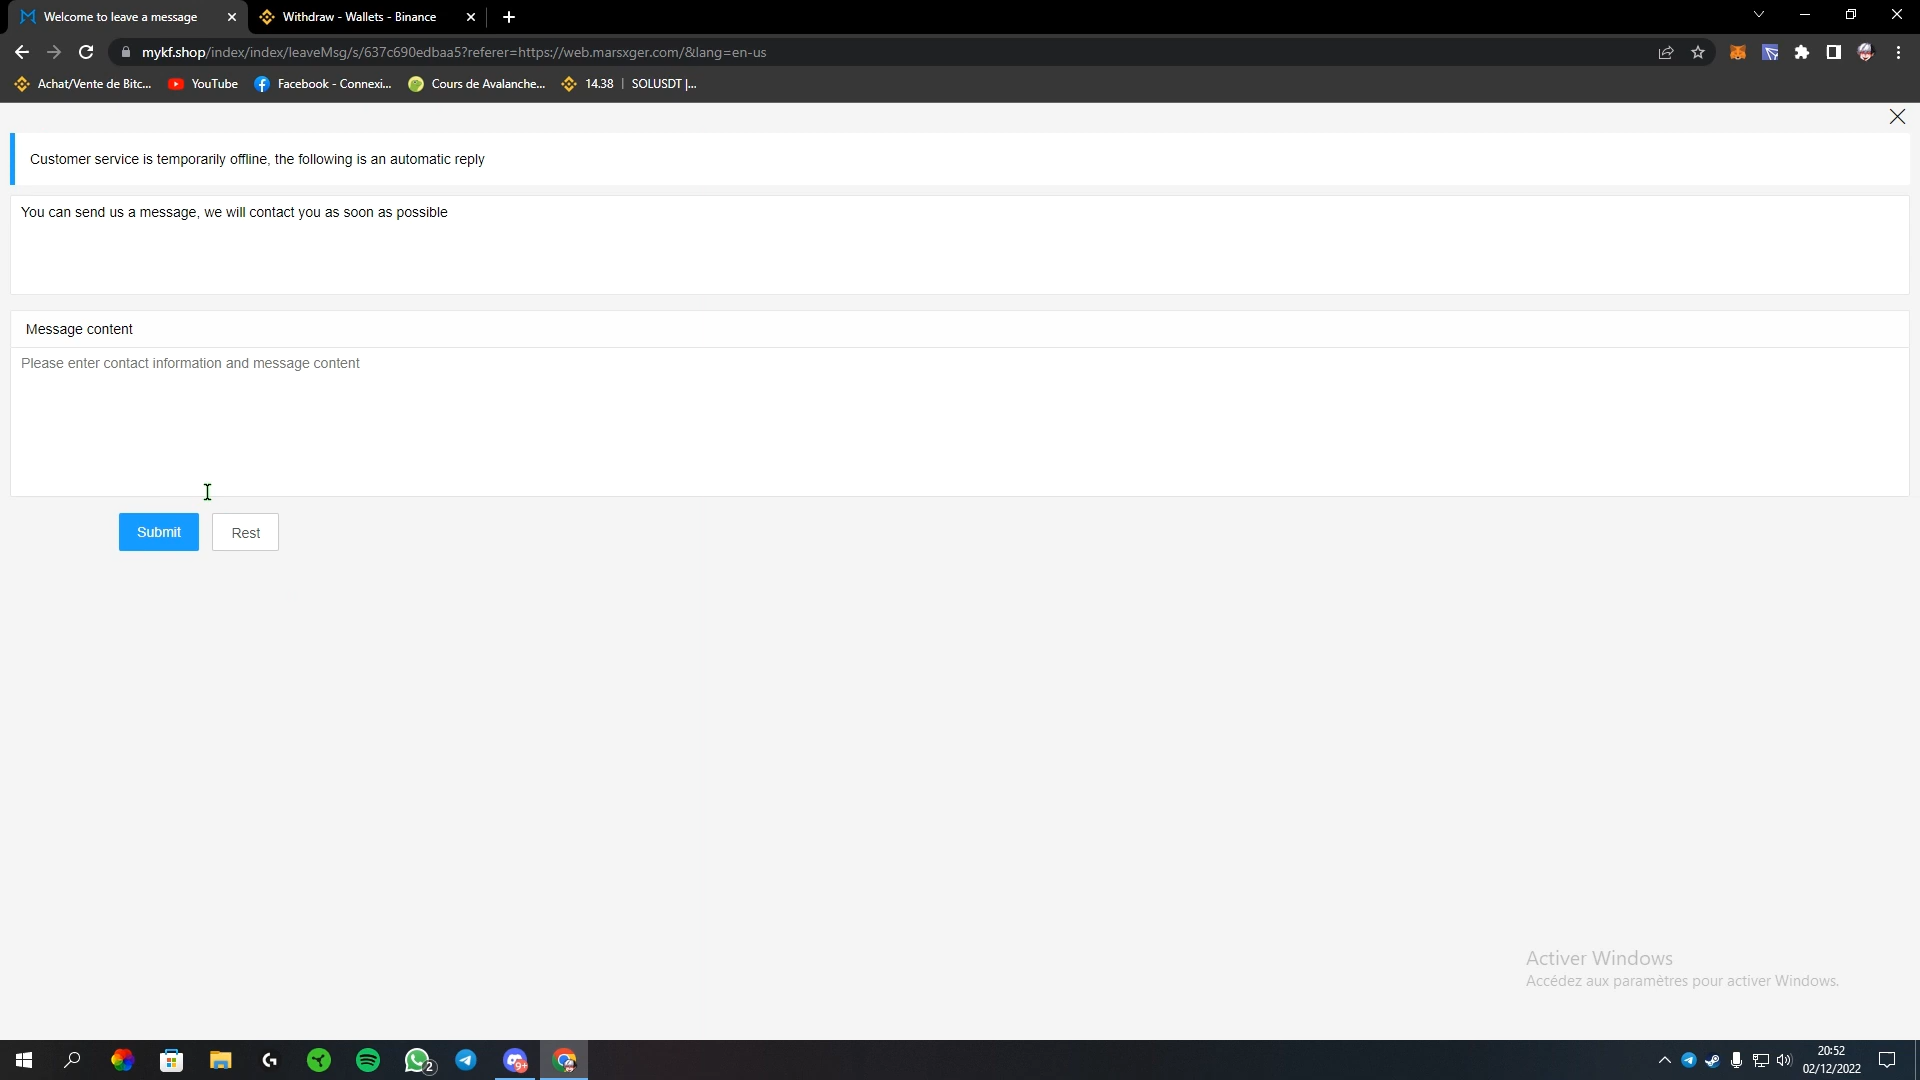 Welcome to leave a message
Withdraw - Wallets - Binance
mykf.shop/index/index/leaveMsg/s/637c690edbaa5?referer=https://web.marsxger.com/&lang=en-us
Achat/Vente de Bitc...
YouTube
Facebook - Connexi...
Cours de Avalanche...
14.38 | SOLUSDT |...
Customer service is temporarily offline, the following is an automatic reply
You can send us a message, we will contact you as soon as possible
Message content
Please enter contact information and message content
Submit
Rest
Activer Windows
Accédez aux paramètres pour activer Windows.
2
9+
20:52
02/12/2022